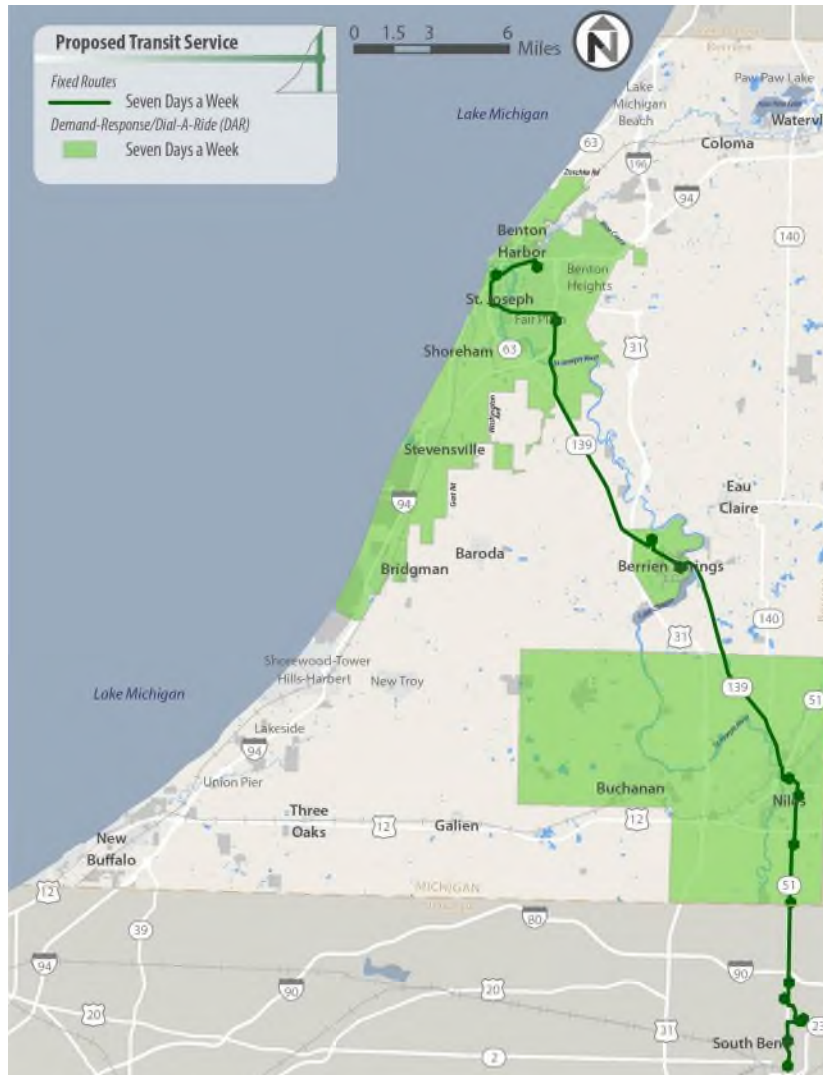 Proposed Transit Service
Fixed Routes
Seven Days a Week
Demand-Response/Dial-A-Ride (DAR)
Seven Days a Week
0 1.5 3 6
Miles
N
Berrien
Lake Michigan
Lake
Michigan
Beach
Paw Paw Lake
Watervl
Coloma
63
196
94
140
Benton
Harbor
Benton
Heights
St. Joseph
Fair Plain
Shoreham
63
31
139
Stevensville
94
Eau
Claire
Baroda
Bridgman
Berrien Springs
140
31
Shorewood-Tower
Hills-Harbert
New Troy
Lake Michigan
139
51
Lakeside
94
Union Pier
Buchanan
Niles
Three
Oaks
Galien
12
12
New
Buffalo
12
MICHIGAN
51
39
80
94
90
90
20
20
31
23
South Bend
2